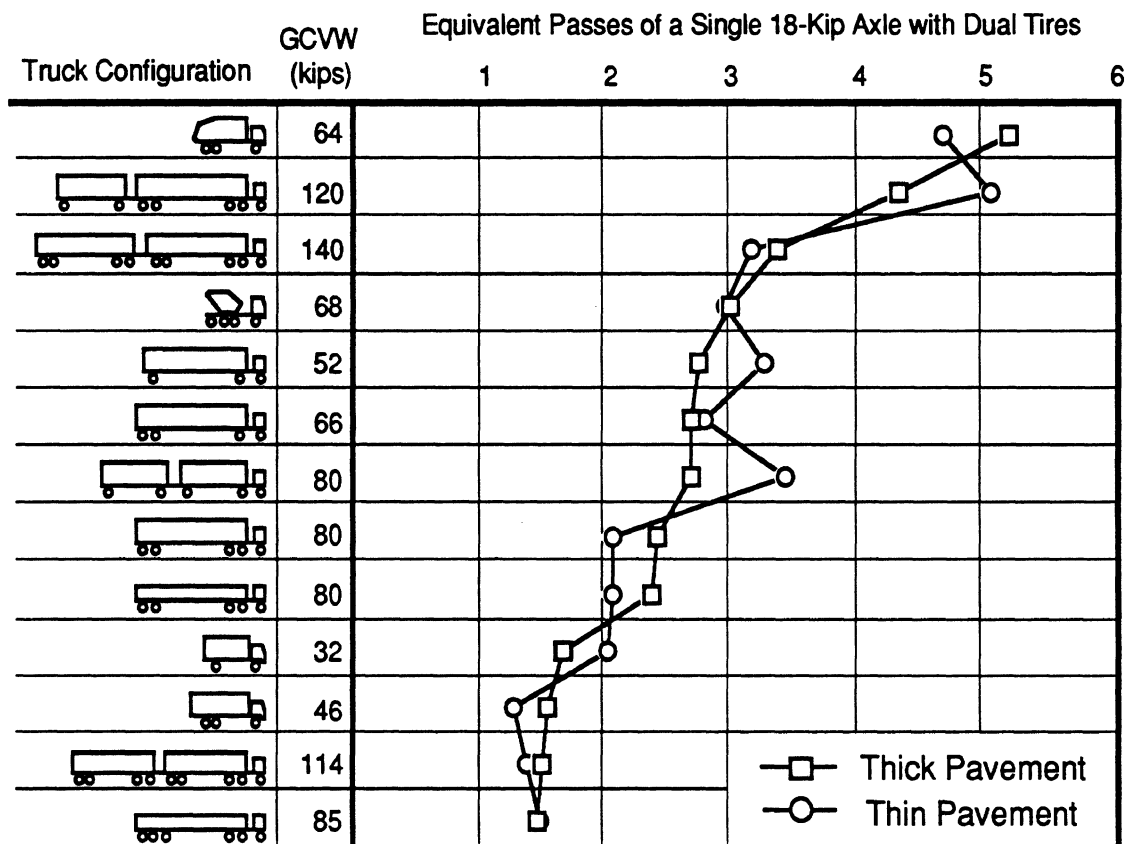 Equivalent Passes of a Single 18-Kip Axle with Dual Tires
GCVW
Truck Configuration (kips) 1 2 3 4 5 6
64
120
140
68
52
66
80
80
80
32
46
114
85
Thick Pavement
Thin Pavement